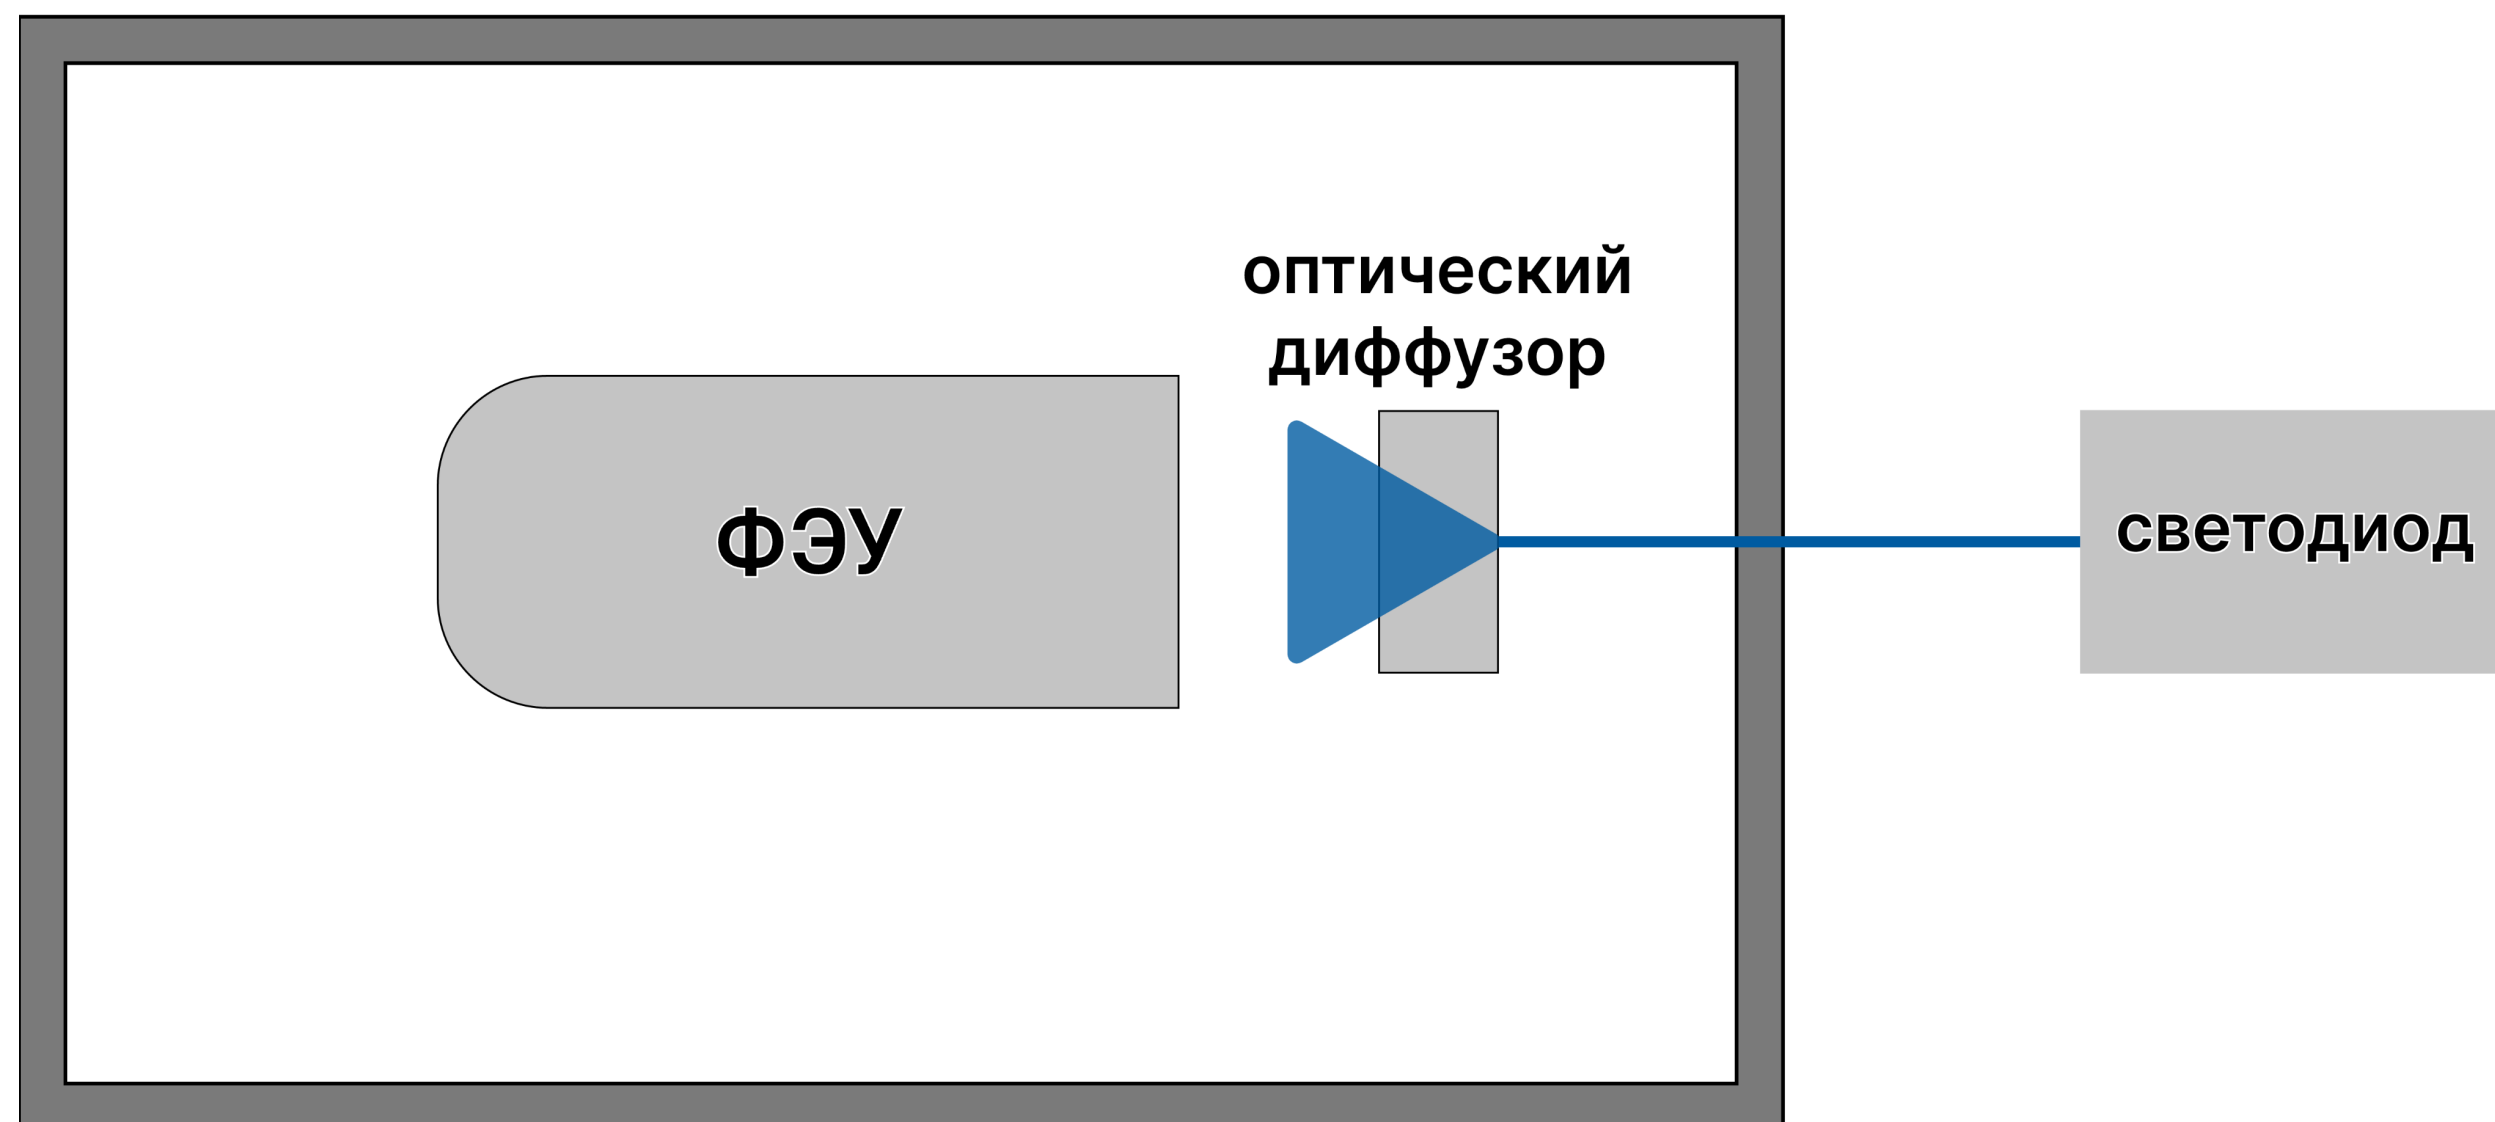 оптический
диффузор
ФЭУ
светодиод